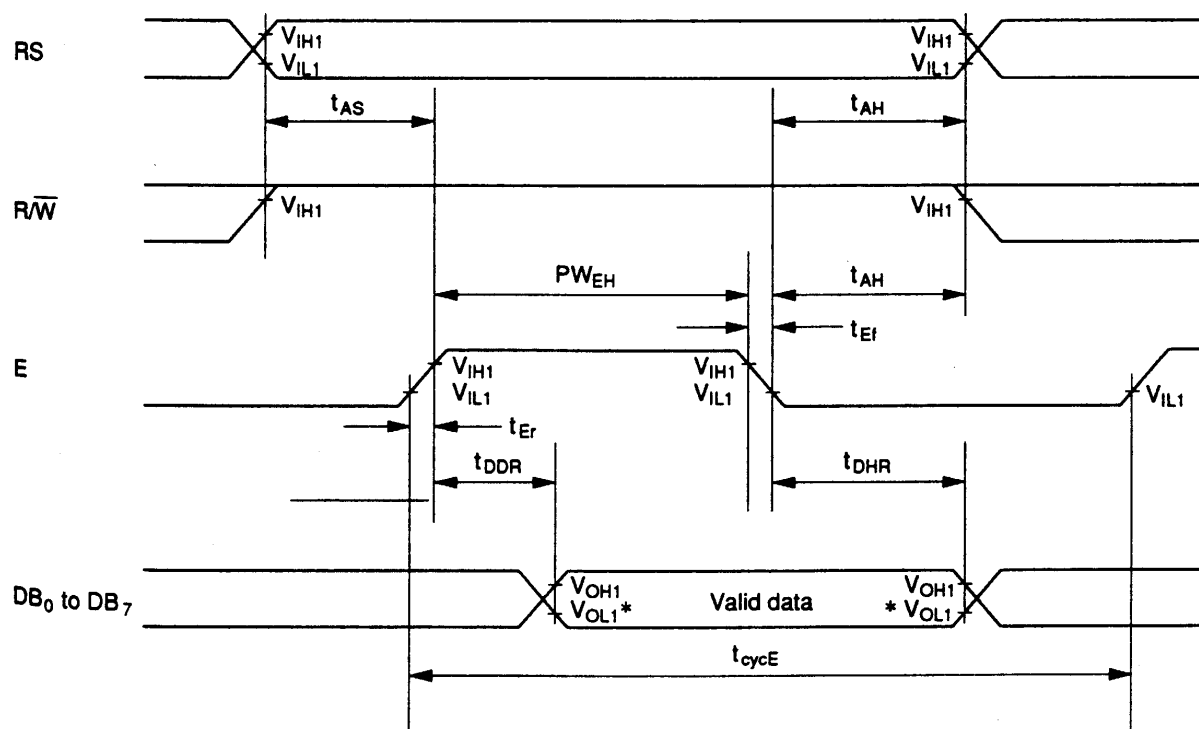 RS
VIH1
VIL1
VIH1
VIL1
tAS
tAH
R/W̅
VIH1
VIH1
PWEH
tAH
tEf
E
VIH1
VIL1
VIH1
VIL1
VIL1
tEr
tDDR
tDHR
DB0 to DB7
VOH1
VOL1*
Valid data
VOH1
* VOL1
tcycE